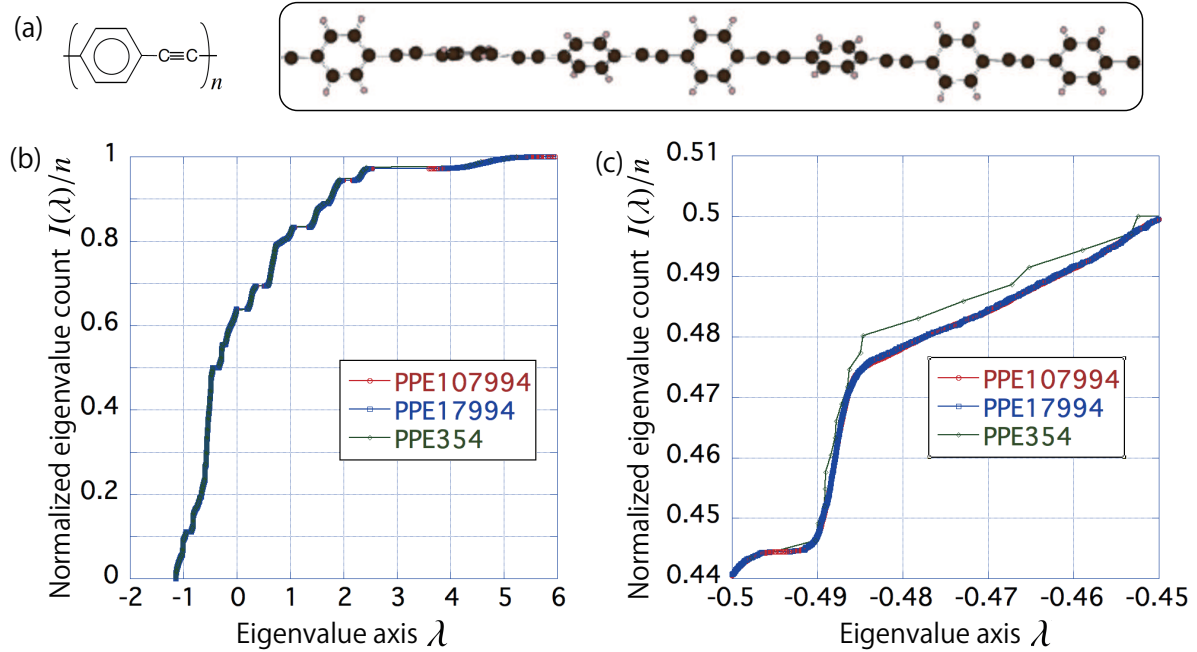 (a)
C≡C
n
(b)
Normalized eigenvalue count I(λ)/n
1
0.8
0.6
0.4
0.2
0
-2 -1 0 1 2 3 4 5 6
Eigenvalue axis λ
PPE107994
PPE17994
PPE354
(c)
Normalized eigenvalue count I(λ)/n
0.51
0.5
0.49
0.48
0.47
0.46
0.45
0.44
-0.5 -0.49 -0.48 -0.47 -0.46 -0.45
Eigenvalue axis λ
PPE107994
PPE17994
PPE354